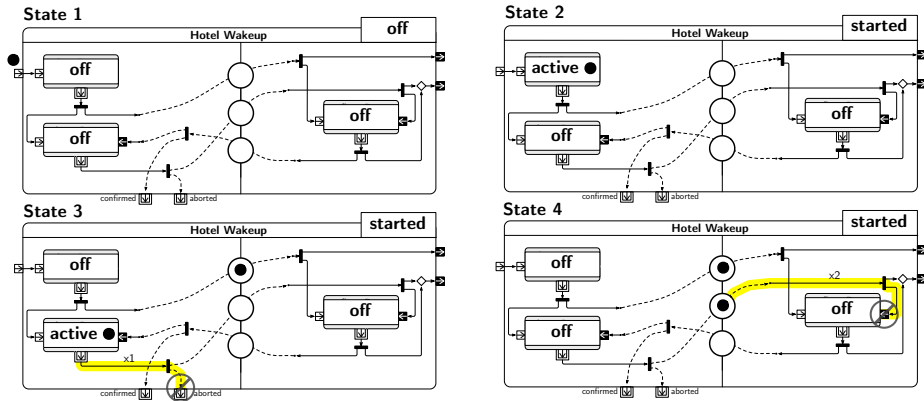 State 1
Hotel Wakeup
off
off
off
off
confirmed
aborted
State 2
Hotel Wakeup
started
active
off
off
confirmed
aborted
State 3
Hotel Wakeup
started
off
active
off
x1
confirmed
aborted
State 4
Hotel Wakeup
started
off
x2
off
off
confirmed
aborted